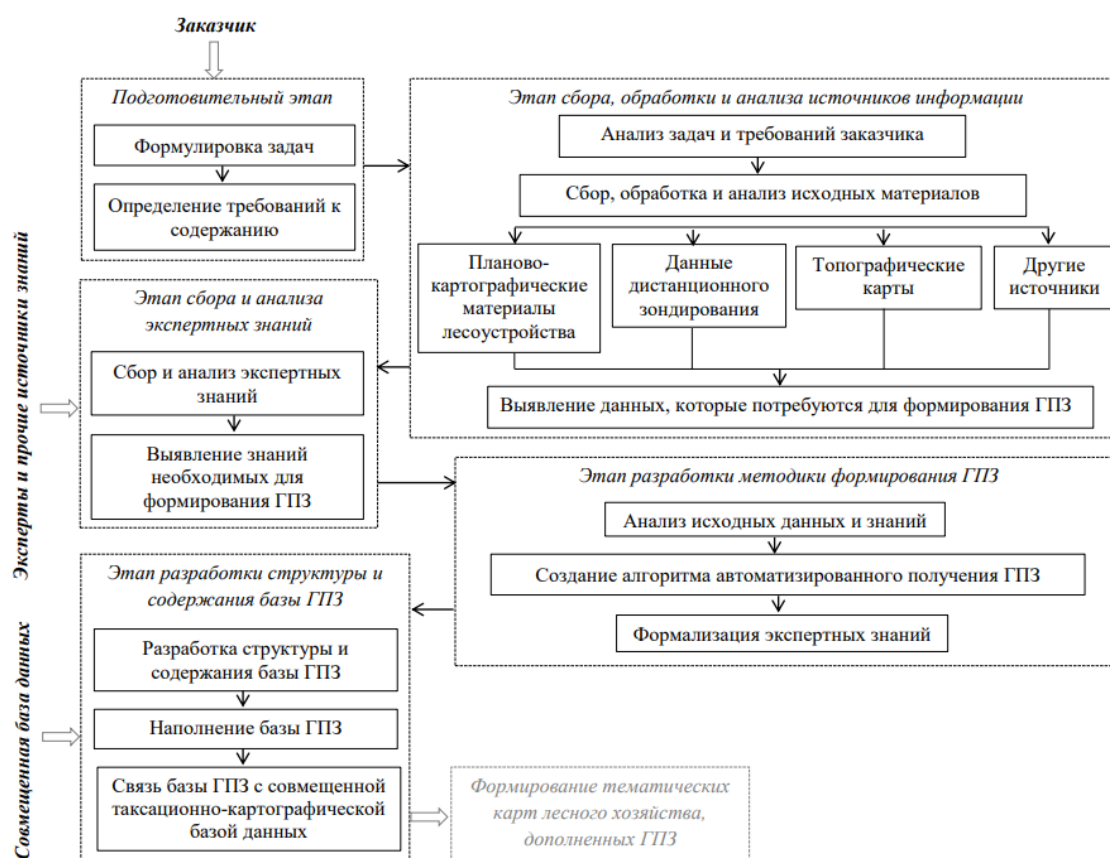 Заказчик
Подготовительный этап
Формулировка задач
Определение требований к
содержанию
Этап сбора, обработки и анализа источников информации
Анализ задач и требований заказчика
Сбор, обработка и анализ исходных материалов
Планово-
картографические
материалы
лесоустройства
Данные
дистанционного
зондирования
Топографические
карты
Другие
источники
Выявление данных, которые потребуются для формирования ГПЗ
Эксперты и прочие источники знаний
Этап сбора и анализа
экспертных знаний
Сбор и анализ экспертных
знаний
Выявление знаний
необходимых для
формирования ГПЗ
Этап разработки методики формирования ГПЗ
Анализ исходных данных и знаний
Создание алгоритма автоматизированного получения ГПЗ
Формализация экспертных знаний
Совмещенная база данных
Этап разработки структуры и
содержания базы ГПЗ
Разработка структуры и
содержания базы ГПЗ
Наполнение базы ГПЗ
Связь базы ГПЗ с совмещенной
таксационно-картографической
базой данных
Формирование тематических
карт лесного хозяйства,
дополненных ГПЗ